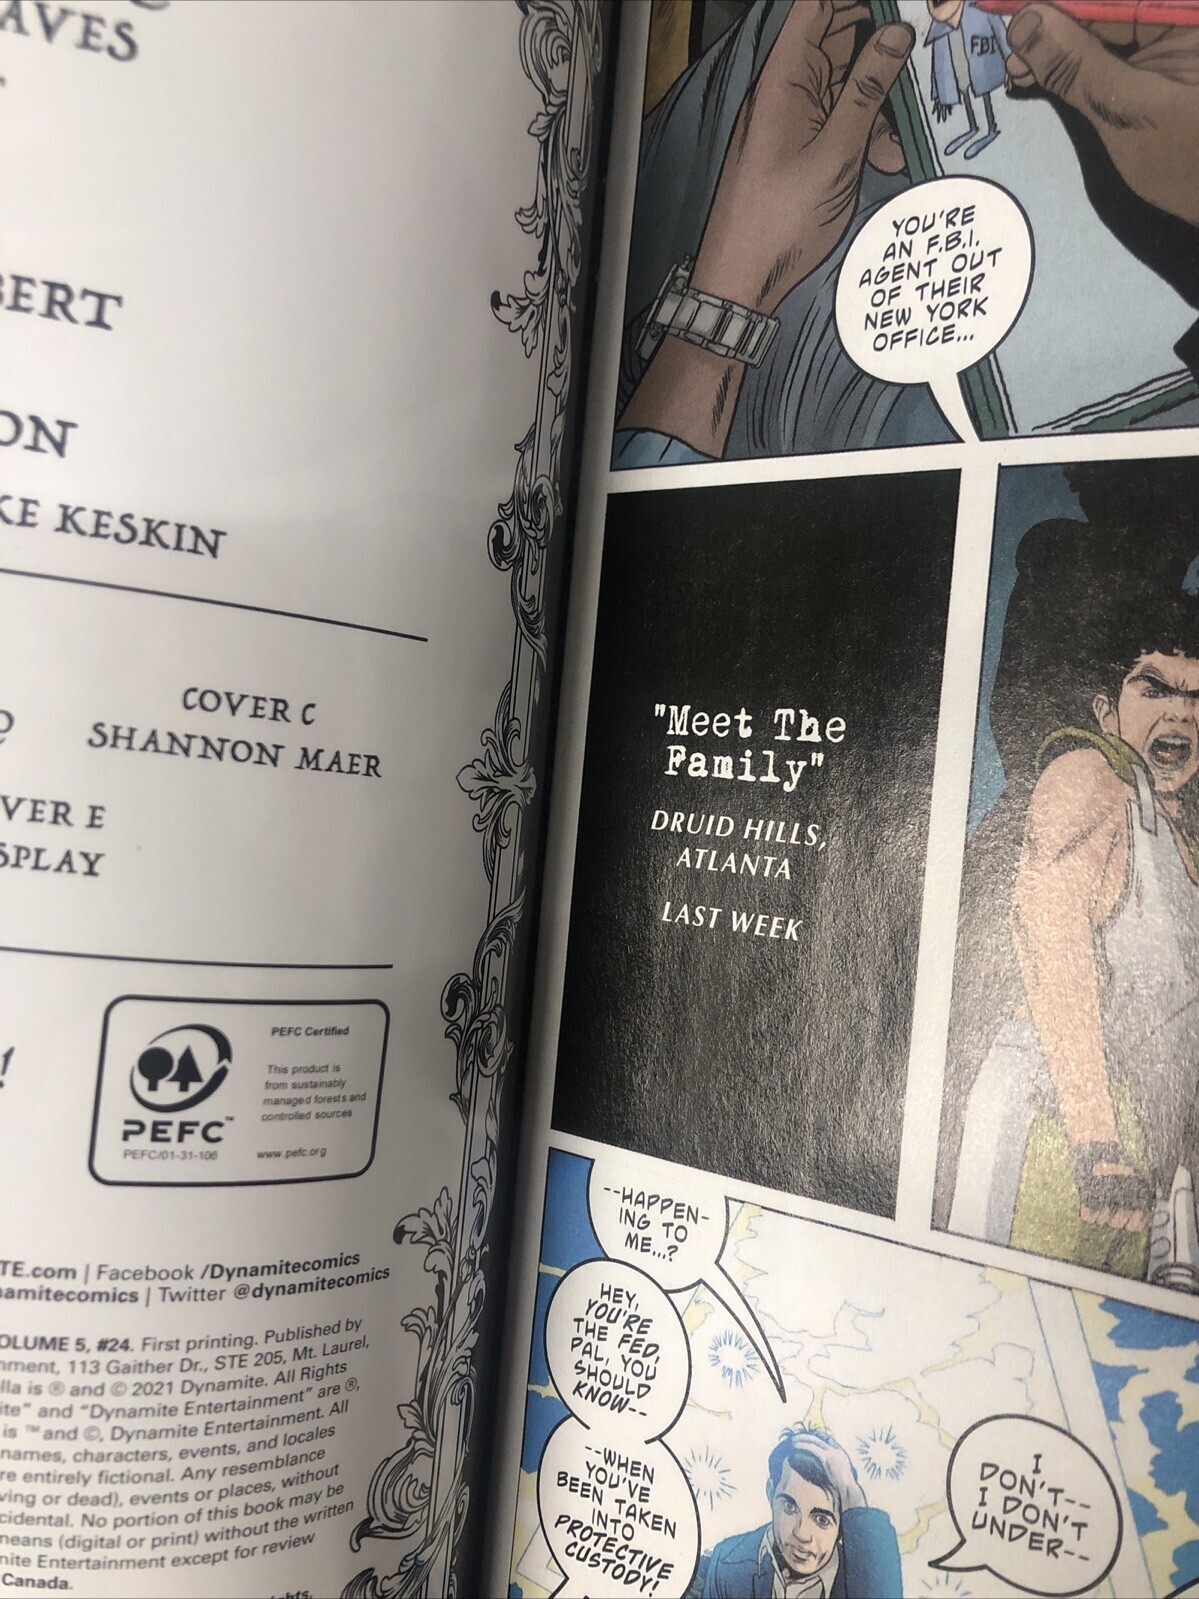 AVES
BERT
ON
KE KESKIN
COVER C
SHANNON MAER
VER E
SPLAY
PEFC Certified
This product is
from sustainably
managed forests and
controlled sources
PEFC™
PEFC/01-31-106
www.pefc.org
TE.com | Facebook /Dynamitecomics
namitecomics | Twitter @dynamitecomics
OLUME 5, #24. First printing. Published by
nment, 113 Gaither Dr., STE 205, Mt. Laurel,
lla is ® and © 2021 Dynamite. All Rights
ite" and "Dynamite Entertainment" are ®,
is ™ and ©, Dynamite Entertainment. All
names, characters, events, and locales
re entirely fictional. Any resemblance
ving or dead), events or places, without
cidental. No portion of this book may be
means (digital or print) without the written
nite Entertainment except for review
Canada.
FBI
YOU'RE
AN F.B.I.
AGENT OUT
OF THEIR
NEW YORK
OFFICE...
"Meet The
Family"
DRUID HILLS,
ATLANTA
LAST WEEK
--HAPPEN-
ING TO
ME...?
HEY,
YOU'RE
THE FED,
PAL, YOU
SHOULD
KNOW--
--WHEN
YOU'VE
BEEN TAKEN
INTO
PROTECTIVE
CUSTODY!
I
DON'T--
I DON'T
UNDER--